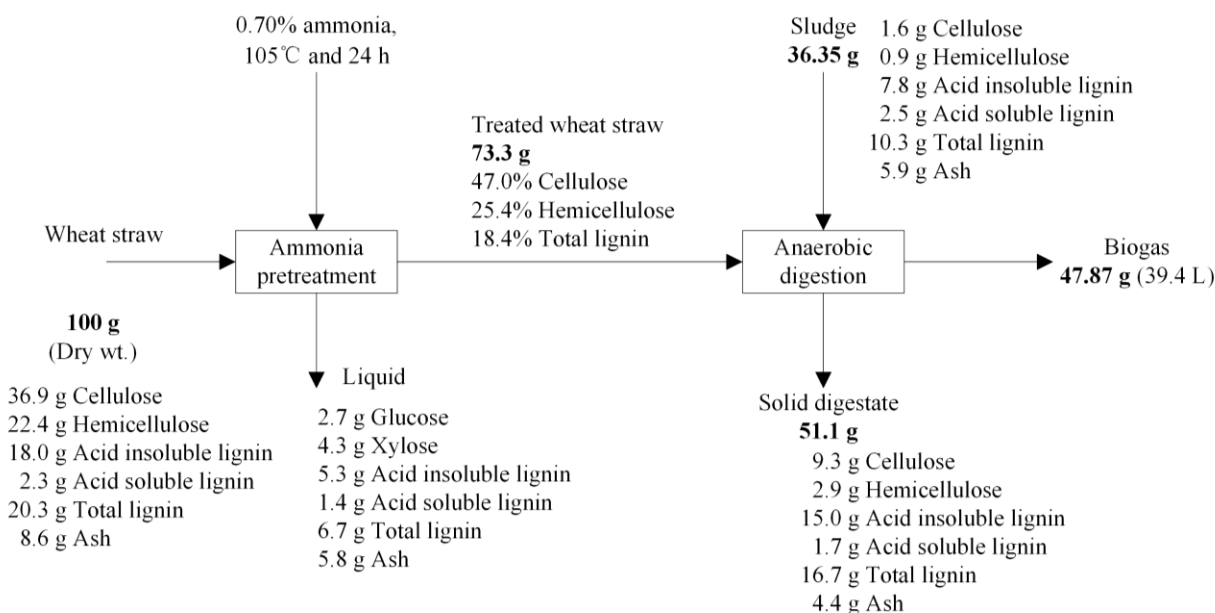 0.70% ammonia,
105℃ and 24 h
Sludge
36.35 g
1.6 g Cellulose
0.9 g Hemicellulose
7.8 g Acid insoluble lignin
2.5 g Acid soluble lignin
10.3 g Total lignin
5.9 g Ash
Treated wheat straw
73.3 g
47.0% Cellulose
25.4% Hemicellulose
18.4% Total lignin
Wheat straw
Ammonia
pretreatment
Anaerobic
digestion
Biogas
47.87 g (39.4 L)
100 g
(Dry wt.)
36.9 g Cellulose
22.4 g Hemicellulose
18.0 g Acid insoluble lignin
2.3 g Acid soluble lignin
20.3 g Total lignin
8.6 g Ash
Liquid
2.7 g Glucose
4.3 g Xylose
5.3 g Acid insoluble lignin
1.4 g Acid soluble lignin
6.7 g Total lignin
5.8 g Ash
Solid digestate
51.1 g
9.3 g Cellulose
2.9 g Hemicellulose
15.0 g Acid insoluble lignin
1.7 g Acid soluble lignin
16.7 g Total lignin
4.4 g Ash